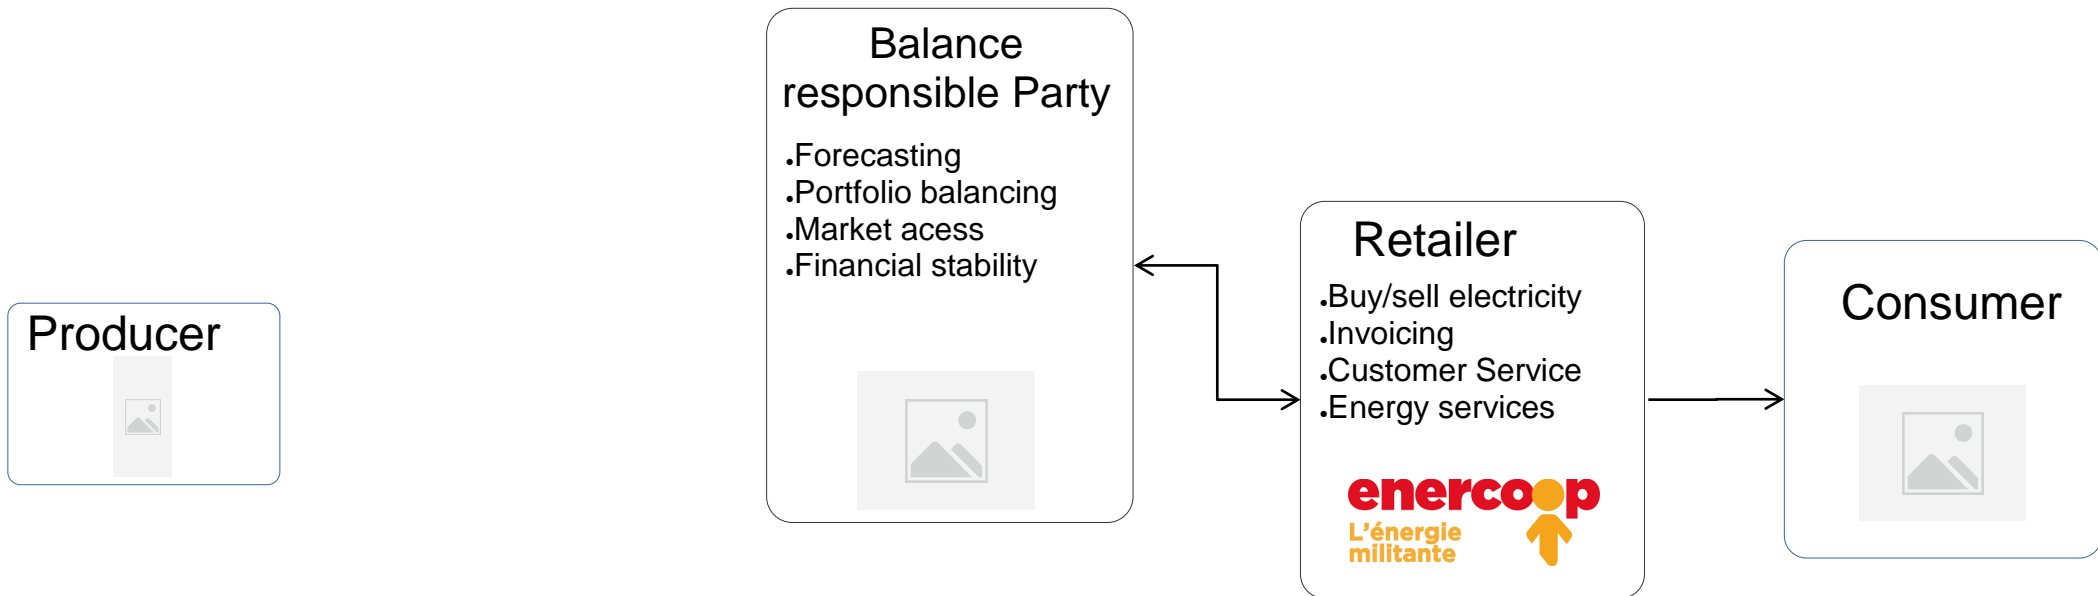 Producer
Balance
responsible Party
.Forecasting
.Portfolio balancing
.Market acess
.Financial stability
Retailer
.Buy/sell electricity
.Invoicing
.Customer Service
.Energy services
enercoop
L'énergie
militante
Consumer